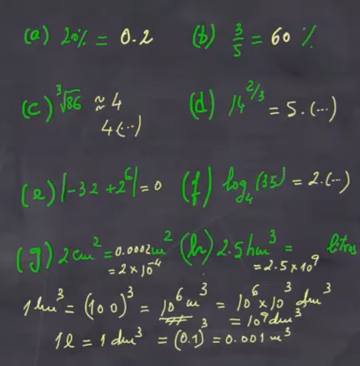 (a) 20% = 0.2 (b) 3/5 = 60 %
(c) ∛86 ≈ 4 (d) 14^2/3 = 5.(...)
4(...)
(e) |-32 + 2^6| = 0 (f) log₄(35) = 2.(...)
(g) 2 cm² = 0.0002 m² (h) 2.5 hm³ = litros
= 2 × 10⁻⁴ = 2.5 × 10⁹
1 hm³ = (100)³ = 10⁶ m³ = 10⁶ × 10³ dm³
= 10⁹ dm³
1 l = 1 dm³ = (0.1)³ = 0.001 m³